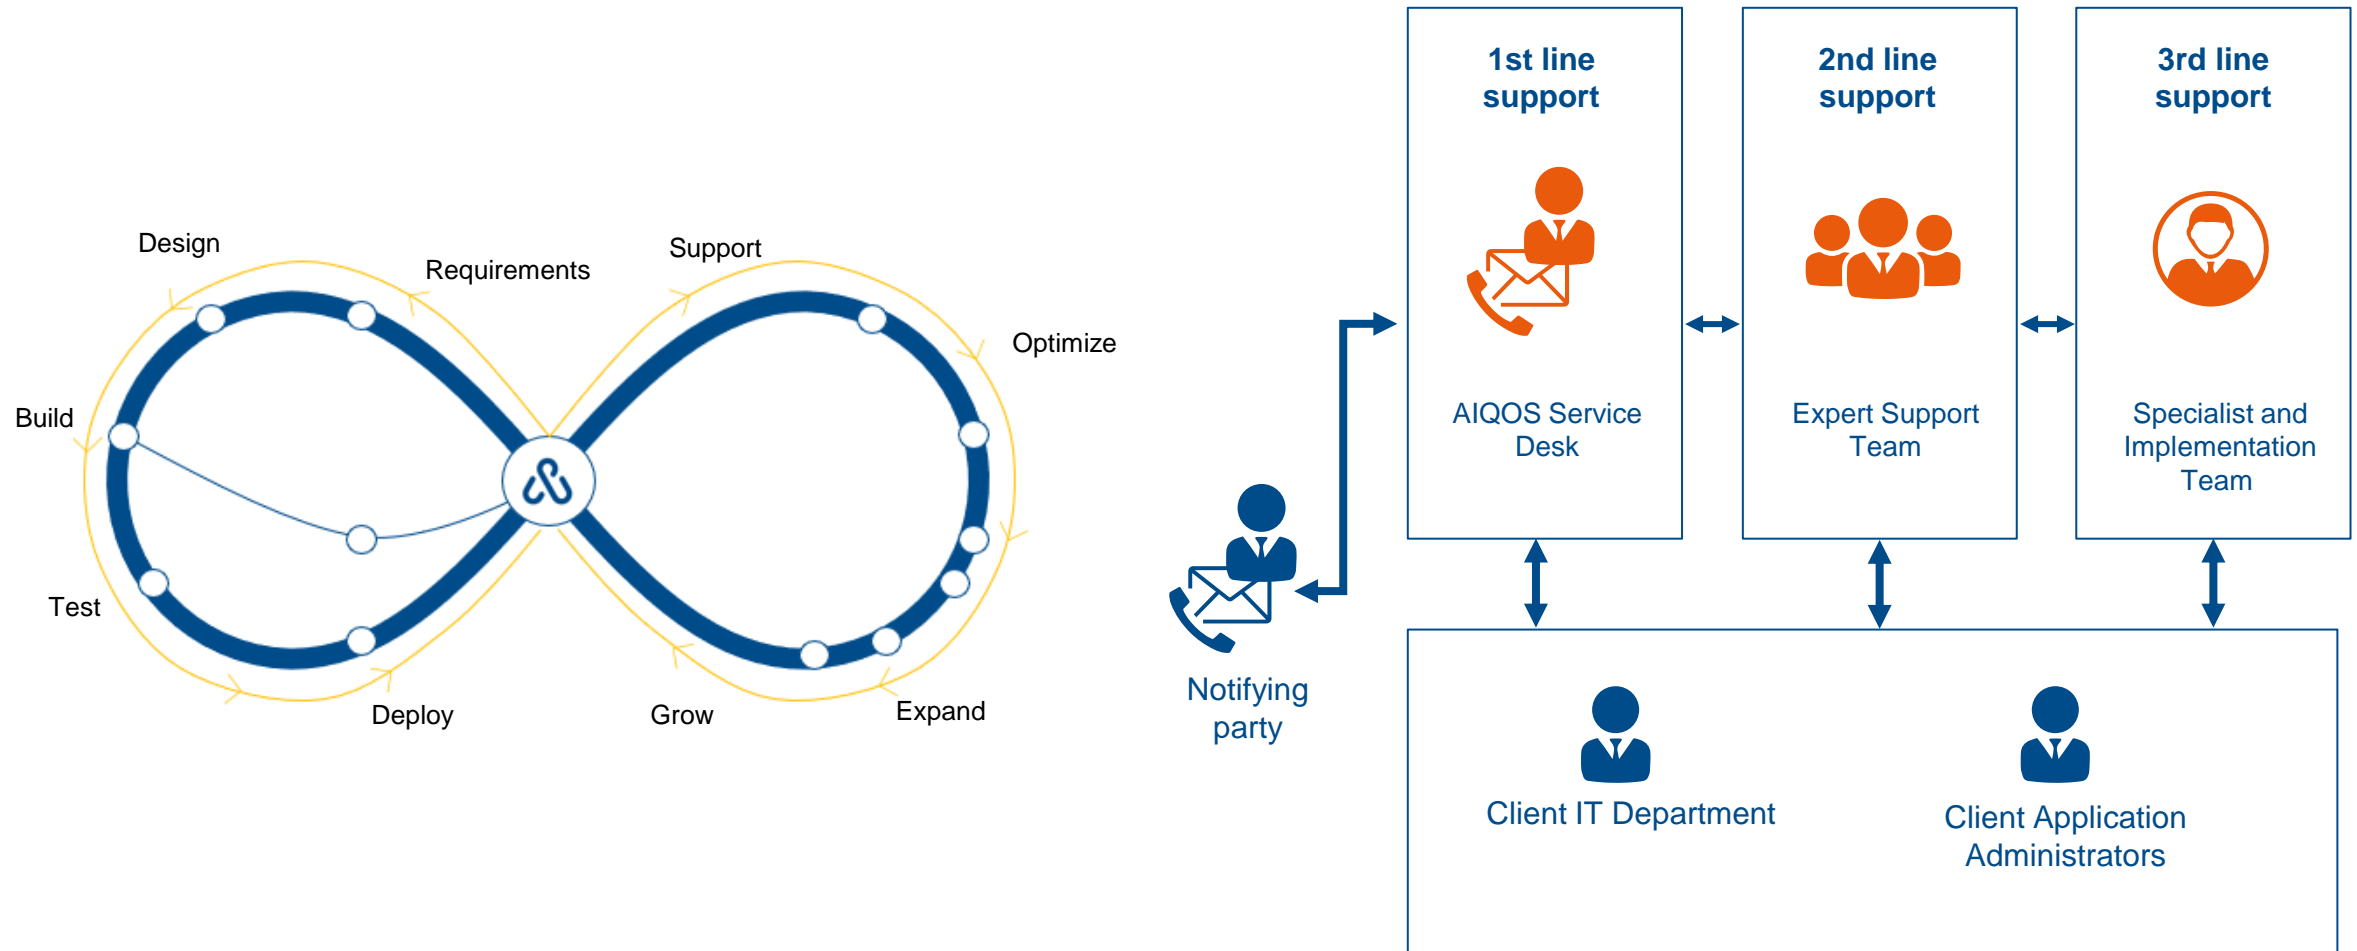 Design
Requirements
Support
Optimize
Build
Test
Deploy
Grow
Expand
1st line
support
AIQOS Service
Desk
2nd line
support
Expert Support
Team
3rd line
support
Specialist and
Implementation
Team
Notifying
party
Client IT Department
Client Application
Administrators